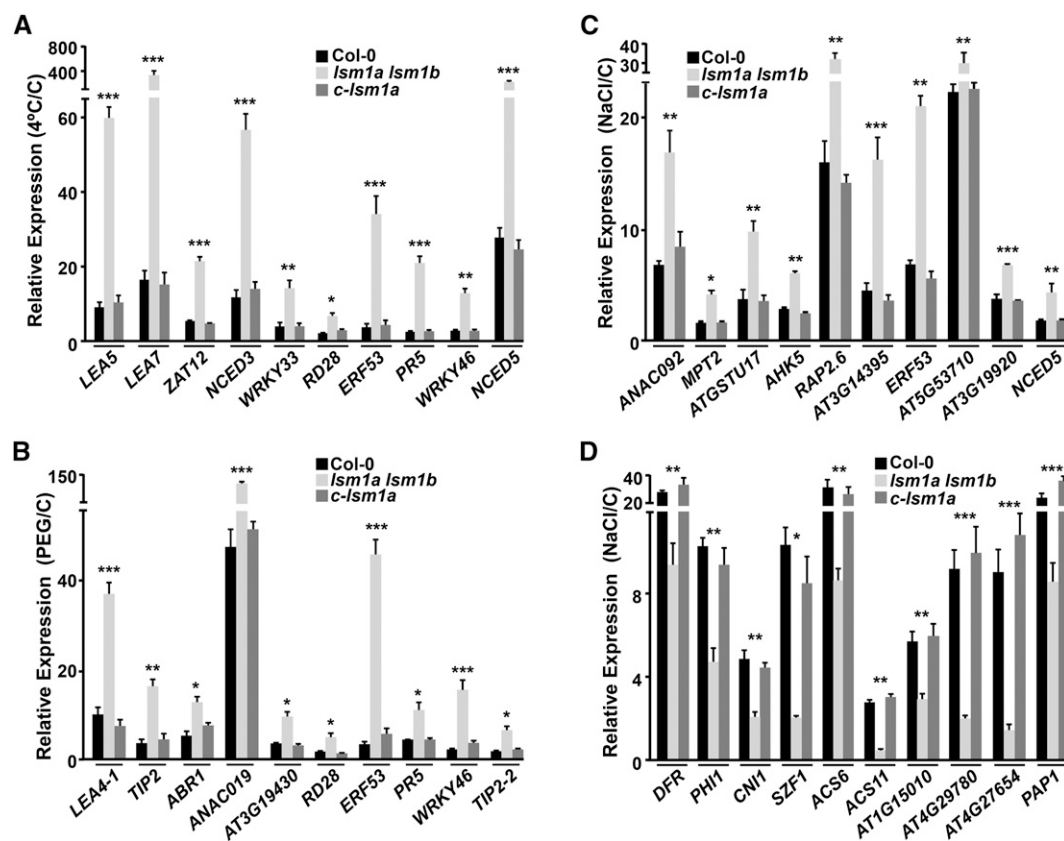 A
Relative Expression (4ºC/C)
800
400
60
40
20
0
Col-0
lsm1a lsm1b
c-lsm1a
*** *** *** *** ** * *** *** ** ***
LEA5 LEA7 ZAT12 NCED3 WRKY33 RD28 ERF53 PR5 WRKY46 NCED5
B
Relative Expression (PEG/C)
150
40
20
0
Col-0
lsm1a lsm1b
c-lsm1a
*** ** * *** * * *** * *** *
LEA4-1 TIP2 ABR1 ANAC019 AT3G19430 RD28 ERF53 PR5 WRKY46 TIP2-2
C
Relative Expression (NaCl/C)
40
30
20
10
0
Col-0
lsm1a lsm1b
c-lsm1a
** * ** ** ** *** ** ** *** **
ANAC092 MPT2 ATGSTU17 AHK5 RAP2.6 AT3G14395 ERF53 AT5G53710 AT3G19920 NCED5
D
Relative Expression (NaCl/C)
40
20
8
4
0
Col-0
lsm1a lsm1b
c-lsm1a
** ** ** * ** ** ** *** *** ***
DFR PHI1 CNI1 SZF1 ACS6 ACS11 AT1G15010 AT4G29780 AT4G27654 PAP1